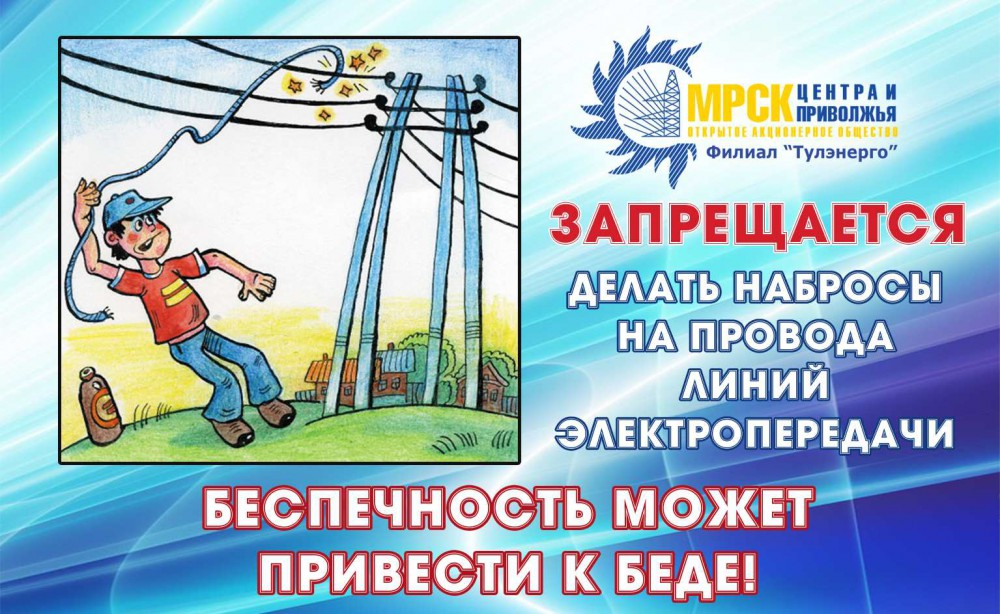 МРСК ЦЕНТРА И
ПРИВОЛЖЬЯ
ОТКРЫТОЕ АКЦИОНЕРНОЕ ОБЩЕСТВО
Филиал "Тулэнерго"
ЗАПРЕЩАЕТСЯ
ДЕЛАТЬ НАБРОСЫ
НА ПРОВОДА
ЛИНИЙ
ЭЛЕКТРОПЕРЕДАЧИ
БЕСПЕЧНОСТЬ МОЖЕТ
ПРИВЕСТИ К БЕДЕ!